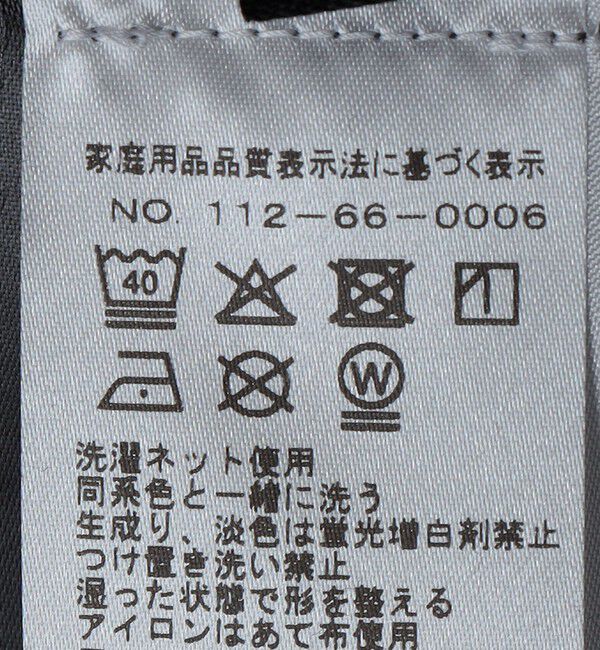 家庭用品品質表示法に基づく表示
NO. 112-66-0006
40
W
洗濯ネット使用
同系色と一緒に洗う
生成り、淡色は蛍光増白剤禁止
つけ置き洗い禁止
湿った状態で形を整える
アイロンはあて布使用